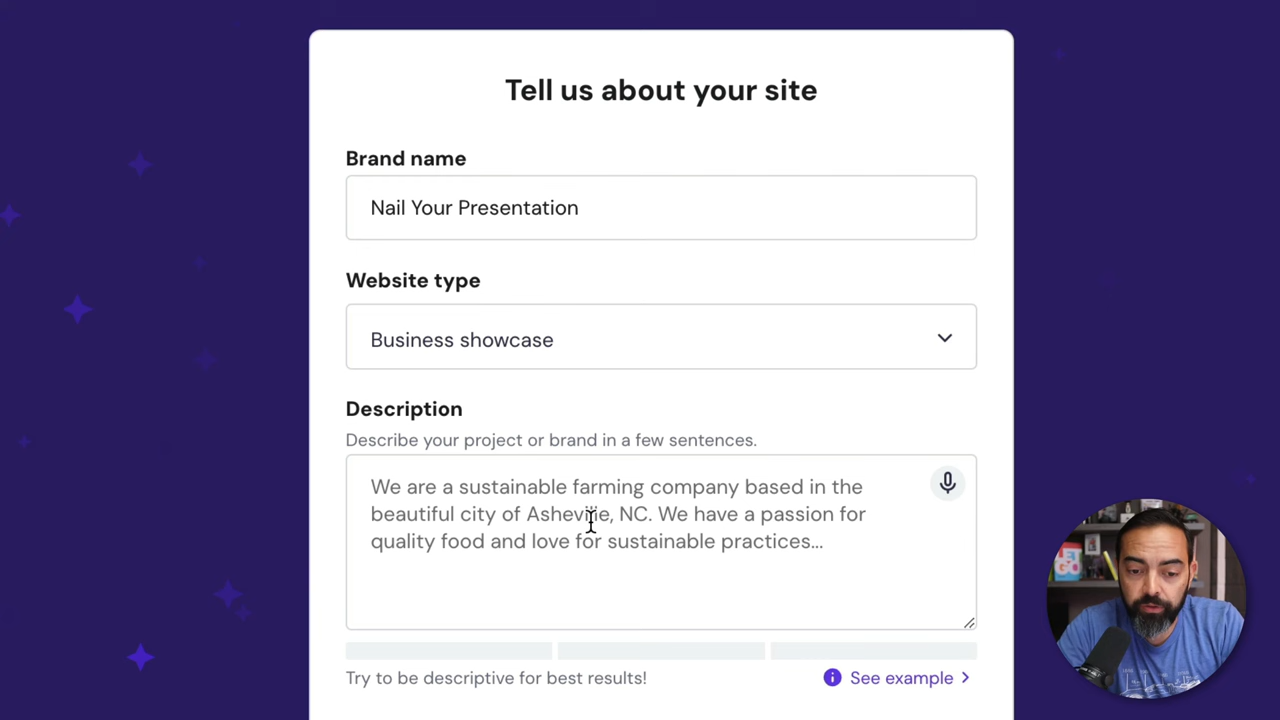 Tell us about your site
Brand name
Nail Your Presentation
Website type
Business showcase
Description
Describe your project or brand in a few sentences.
We are a sustainable farming company based in the
beautiful city of Asheville, NC. We have a passion for
quality food and love for sustainable practices...
Try to be descriptive for best results!
See example
LET
GO